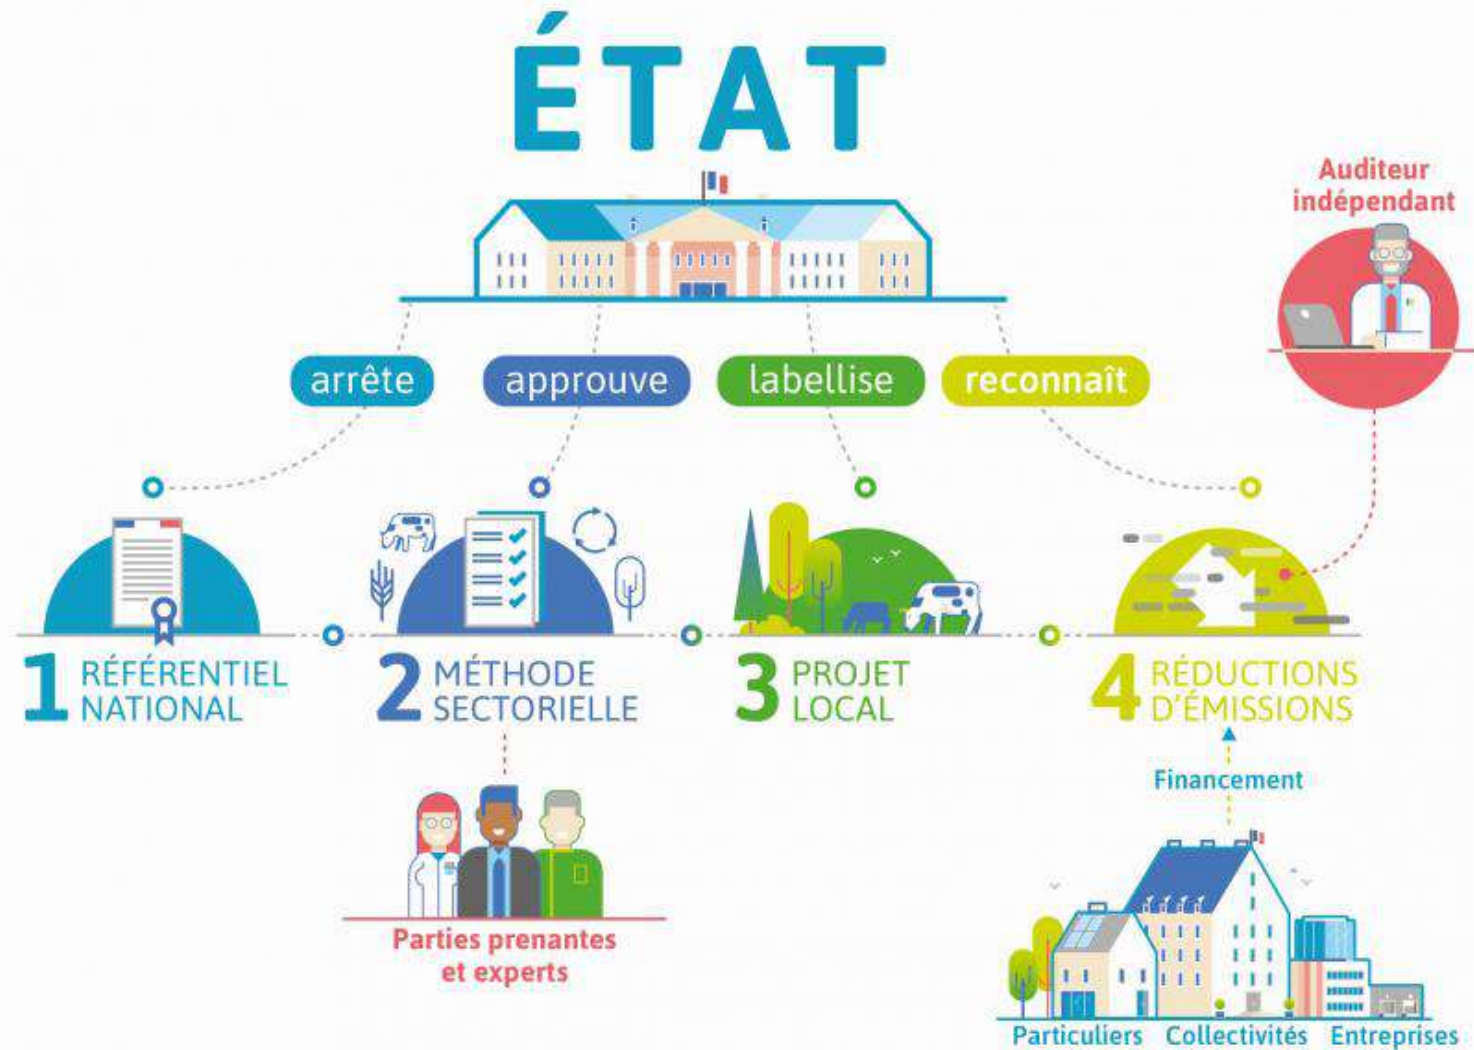 ÉTAT
Auditeur
indépendant
arrête
approuve
labellise
reconnaît
1 RÉFÉRENTIEL
NATIONAL
2 MÉTHODE
SECTORIELLE
3 PROJET
LOCAL
4 RÉDUCTIONS
D'ÉMISSIONS
Financement
Parties prenantes
et experts
Particuliers
Collectivités
Entreprises